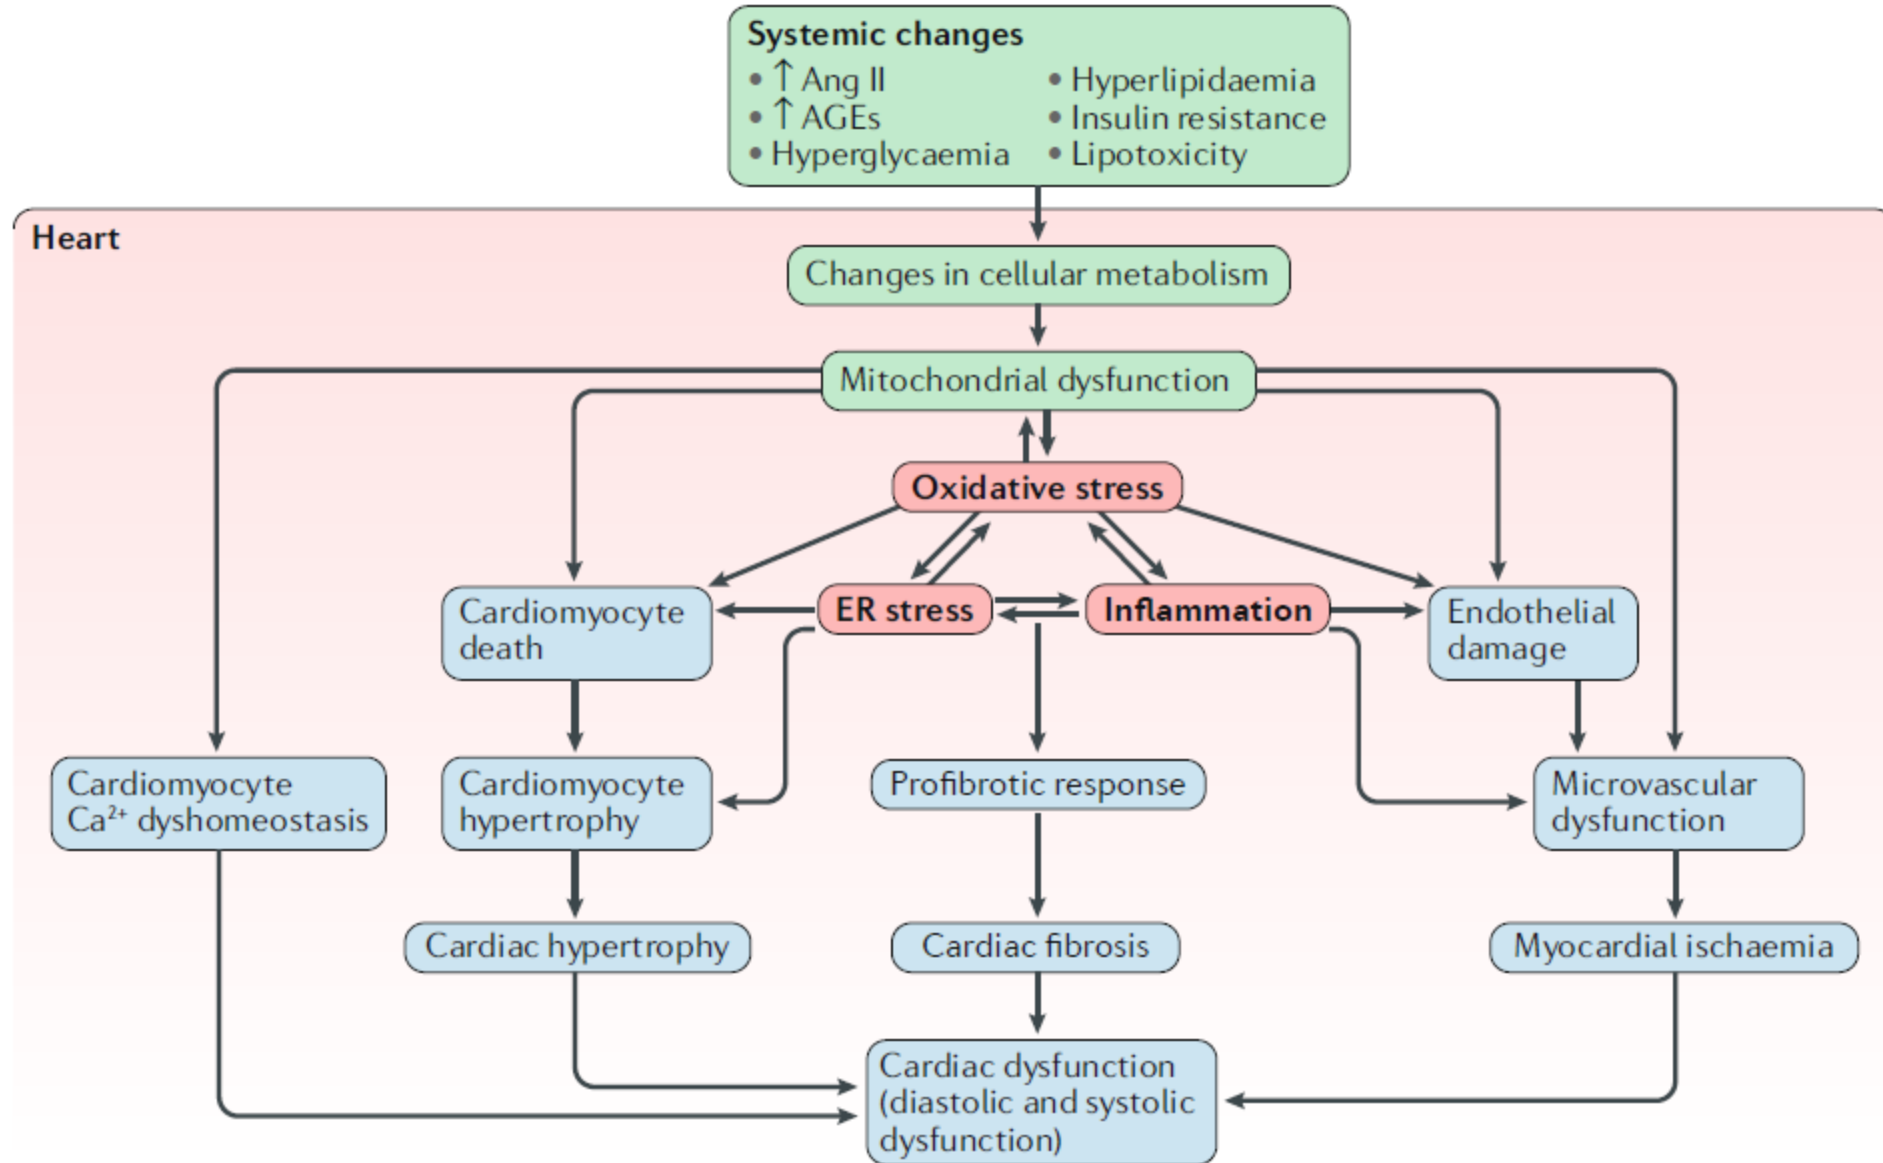 Systemic changes
• ↑ Ang II
• ↑ AGEs
• Hyperglycaemia
• Hyperlipidaemia
• Insulin resistance
• Lipotoxicity
Heart
Changes in cellular metabolism
Mitochondrial dysfunction
Oxidative stress
Cardiomyocyte
death
ER stress
Inflammation
Endothelial
damage
Cardiomyocyte
Ca²⁺ dyshomeostasis
Cardiomyocyte
hypertrophy
Profibrotic response
Microvascular
dysfunction
Cardiac hypertrophy
Cardiac fibrosis
Myocardial ischaemia
Cardiac dysfunction
(diastolic and systolic
dysfunction)